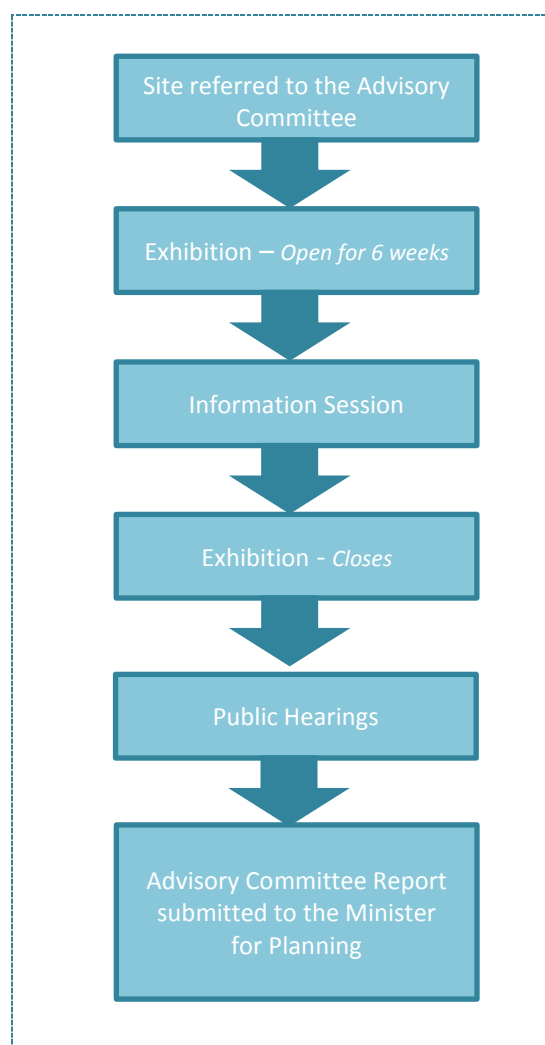 Site referred to the Advisory
Committee
Exhibition – Open for 6 weeks
Information Session
Exhibition - Closes
Public Hearings
Advisory Committee Report
submitted to the Minister
for Planning